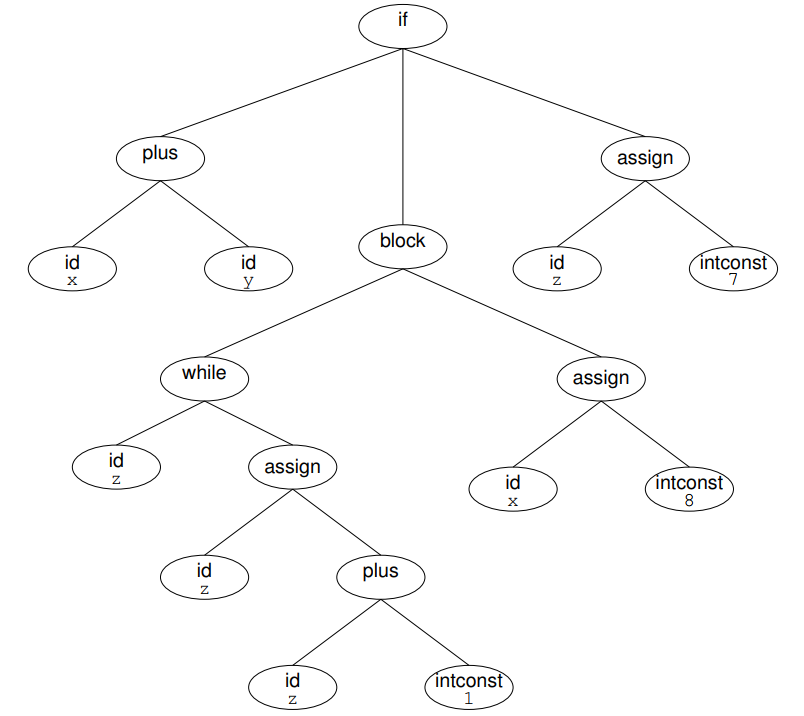 if
plus
assign
block
id
x
id
y
id
z
intconst
7
while
assign
id
z
assign
id
x
intconst
8
id
z
plus
id
z
intconst
1